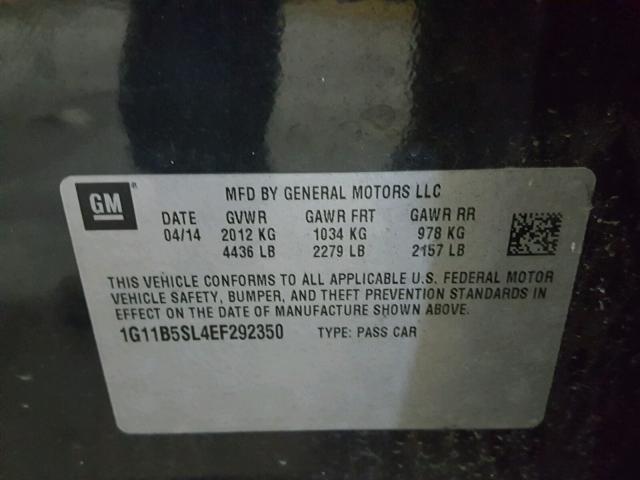 GM
®
MFD BY GENERAL MOTORS LLC
DATE GVWR GAWR FRT GAWR RR
04/14 2012 KG 1034 KG 978 KG
4436 LB 2279 LB 2157 LB
THIS VEHICLE CONFORMS TO ALL APPLICABLE U.S. FEDERAL MOTOR
VEHICLE SAFETY, BUMPER, AND THEFT PREVENTION STANDARDS IN
EFFECT ON THE DATE OF MANUFACTURE SHOWN ABOVE.
1G11B5SL4EF292350 TYPE: PASS CAR